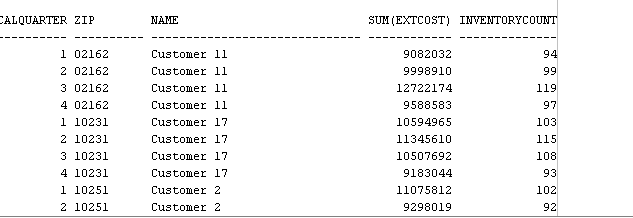 CALQUARTER ZIP NAME SUM(EXTCOST) INVENTORYCOUNT
---------- ---------- ------------------------------ ------------ --------------
1 02162 Customer 11 9082032 94
2 02162 Customer 11 9998910 99
3 02162 Customer 11 12722174 119
4 02162 Customer 11 9588583 97
1 10231 Customer 17 10594965 103
2 10231 Customer 17 11345610 115
3 10231 Customer 17 10507692 108
4 10231 Customer 17 9183044 93
1 10251 Customer 2 11075812 102
2 10251 Customer 2 9298019 92